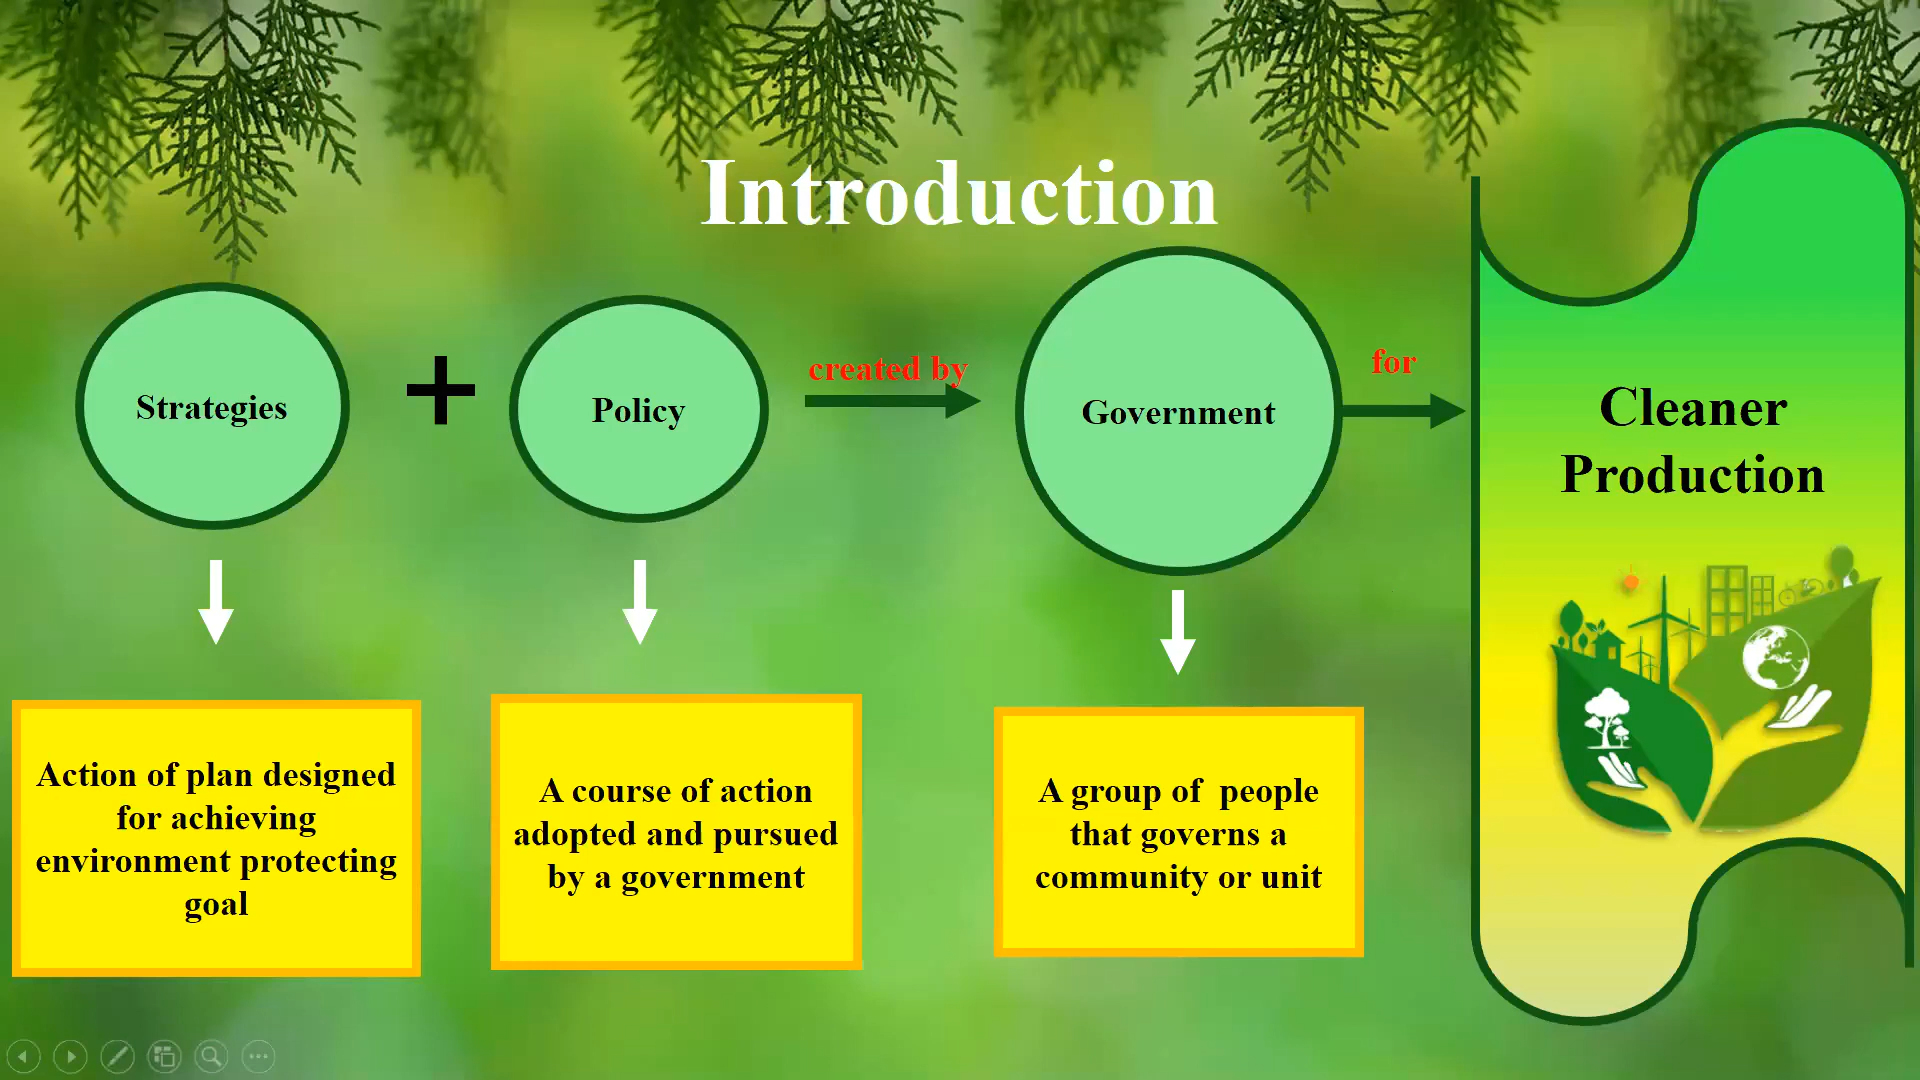 Introduction
Strategies
Policy
created by
Government
for
Cleaner
Production
Action of plan designed
for achieving
environment protecting
goal
A course of action
adopted and pursued
by a government
A group of  people
that governs a
community or unit